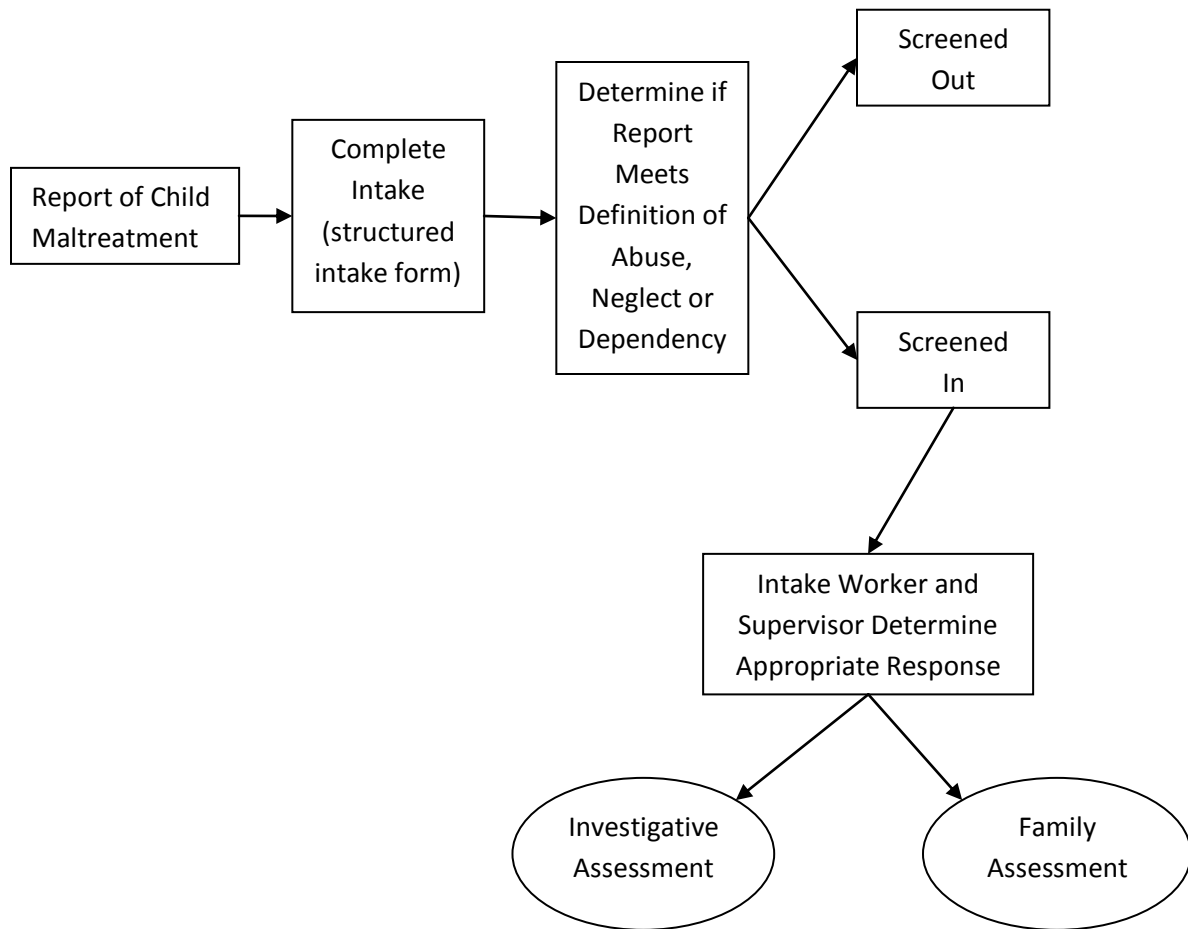 Report of Child
Maltreatment
Complete
Intake
(structured
intake form)
Determine if
Report
Meets
Definition of
Abuse,
Neglect or
Dependency
Screened
Out
Screened
In
Intake Worker and
Supervisor Determine
Appropriate Response
Investigative
Assessment
Family
Assessment